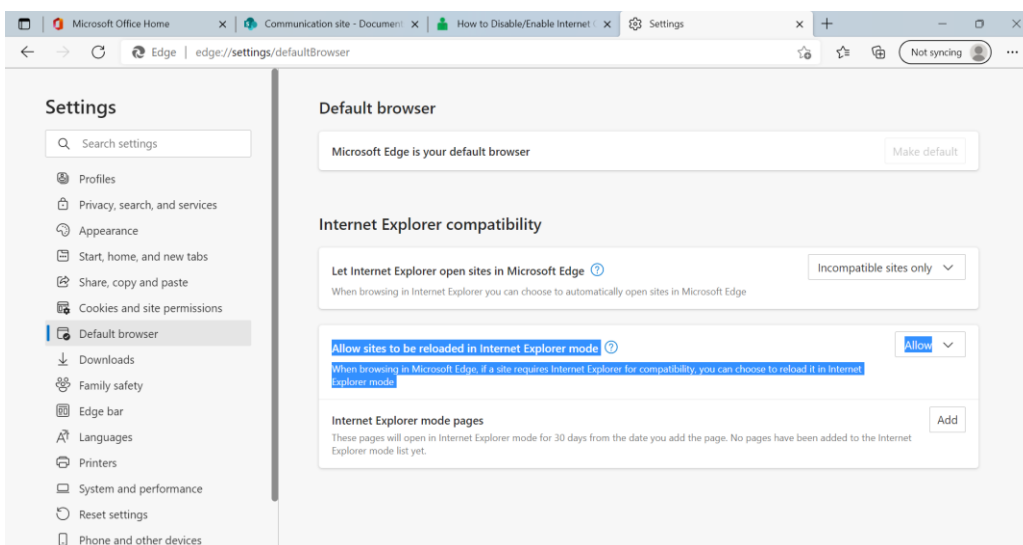 Microsoft Office Home
Communication site - Document
How to Disable/Enable Internet
Settings
Edge | edge://settings/defaultBrowser
Not syncing
Settings
Search settings
Profiles
Privacy, search, and services
Appearance
Start, home, and new tabs
Share, copy and paste
Cookies and site permissions
Default browser
Downloads
Family safety
Edge bar
Languages
Printers
System and performance
Reset settings
Phone and other devices
Default browser
Microsoft Edge is your default browser
Make default
Internet Explorer compatibility
Let Internet Explorer open sites in Microsoft Edge
Incompatible sites only
When browsing in Internet Explorer you can choose to automatically open sites in Microsoft Edge
Allow sites to be reloaded in Internet Explorer mode
Allow
When browsing in Microsoft Edge, if a site requires Internet Explorer for compatibility, you can choose to reload it in Internet
Explorer mode
Internet Explorer mode pages
Add
These pages will open in Internet Explorer mode for 30 days from the date you add the page. No pages have been added to the Internet
Explorer mode list yet.